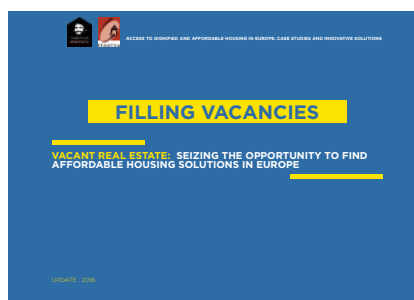 ACCESS TO DIGNIFIED AND AFFORDABLE HOUSING IN EUROPE: CASE STUDIES AND INNOVATIVE SOLUTIONS
FILLING VACANCIES
VACANT REAL ESTATE: SEIZING THE OPPORTUNITY TO FIND
AFFORDABLE HOUSING SOLUTIONS IN EUROPE
UPDATE : 2016